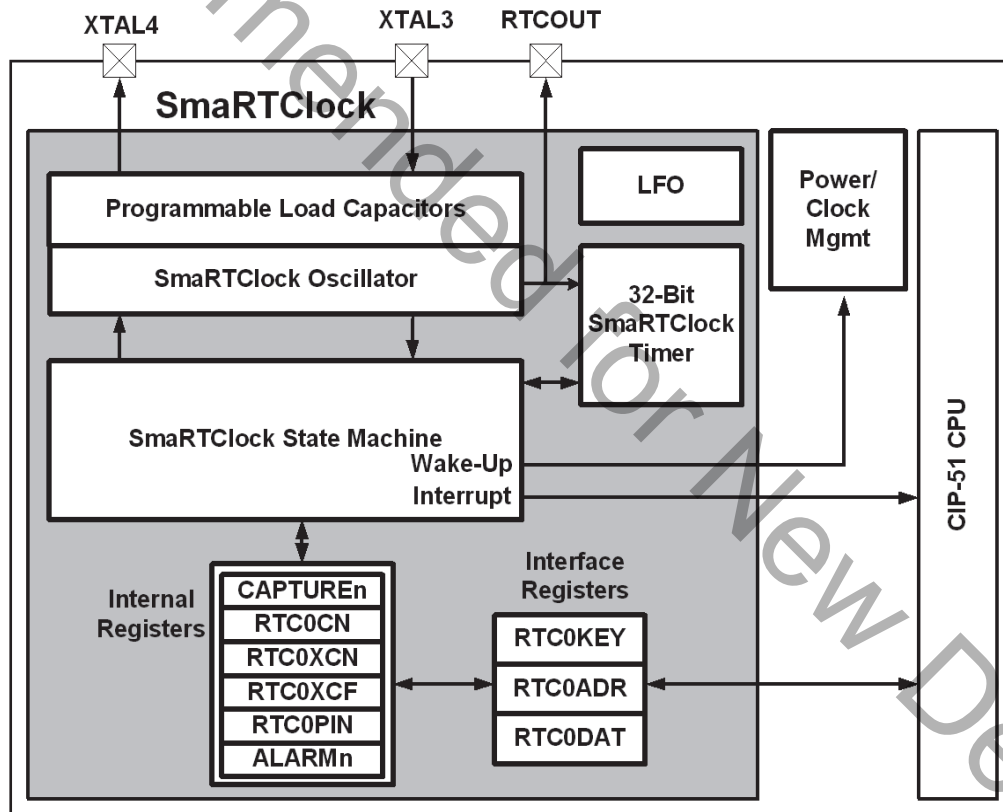 XTAL4
XTAL3
RTCOUT
SmaRTClock
Programmable Load Capacitors
SmaRTClock Oscillator
LFO
Power/
Clock
Mgmt
32-Bit
SmaRTClock
Timer
SmaRTClock State Machine
Wake-Up
Interrupt
CIP-51 CPU
Internal
Registers
CAPTUREn
RTC0CN
RTC0XCN
RTC0XCF
RTC0PIN
ALARMn
Interface
Registers
RTC0KEY
RTC0ADR
RTC0DAT
for New